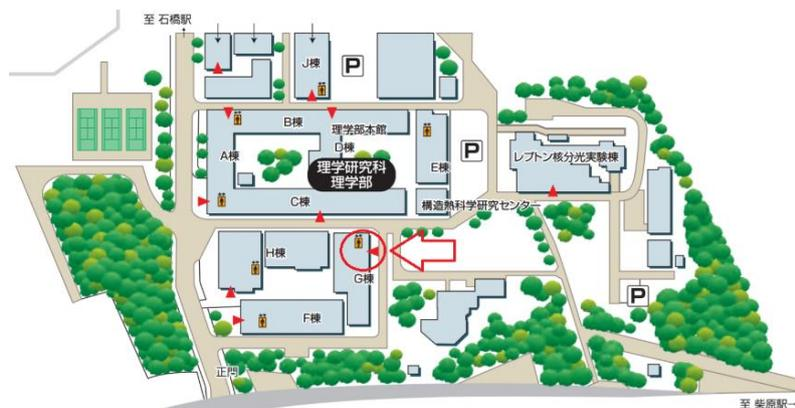 至 石橋駅
J棟
P
B棟
理学部本館
D棟
A棟
E棟
P
レプトン核分光実験棟
理学研究科
理学部
C棟
構造熱科学研究センター
H棟
G棟
P
F棟
正門
至 柴原駅→